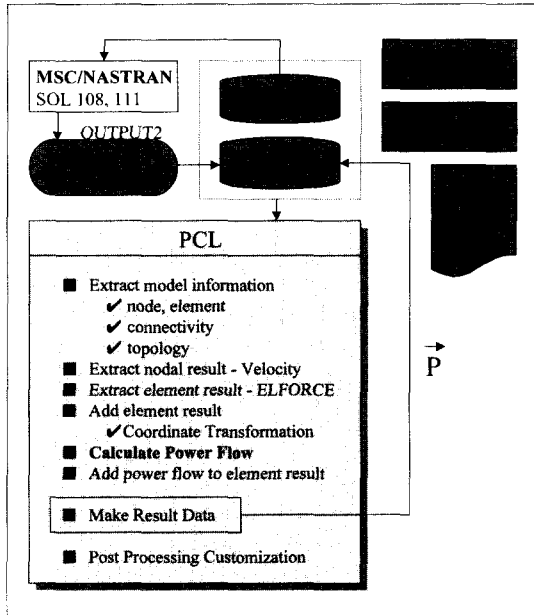 MSC/NASTRAN
SOL 108, 111
OUTPUT2
PCL
■ Extract model information
✔ node, element
✔ connectivity
✔ topology
■ Extract nodal result - Velocity
■ Extract element result - ELFORCE
■ Add element result
✔ Coordinate Transformation
■ Calculate Power Flow
■ Add power flow to element result
■ Make Result Data
■ Post Processing Customization
P